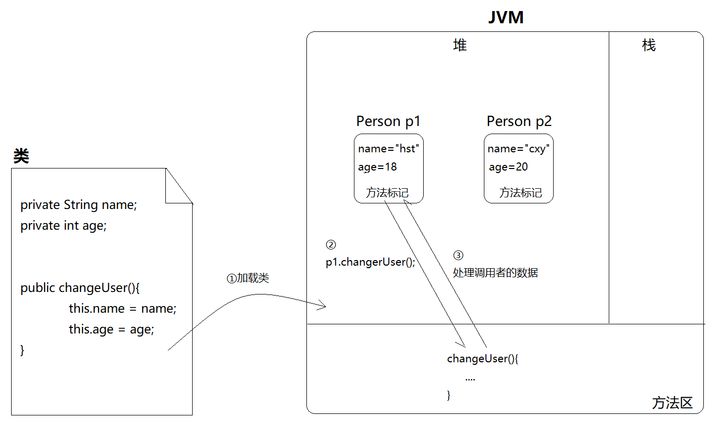 JVM
堆
栈
Person p1
name="hst"
age=18
方法标记
Person p2
name="cxy"
age=20
方法标记
类
private String name;
private int age;
public changeUser(){
this.name = name;
this.age = age;
}
①加载类
②
p1.changerUser();
③
处理调用者的数据
changeUser(){
....
}
方法区